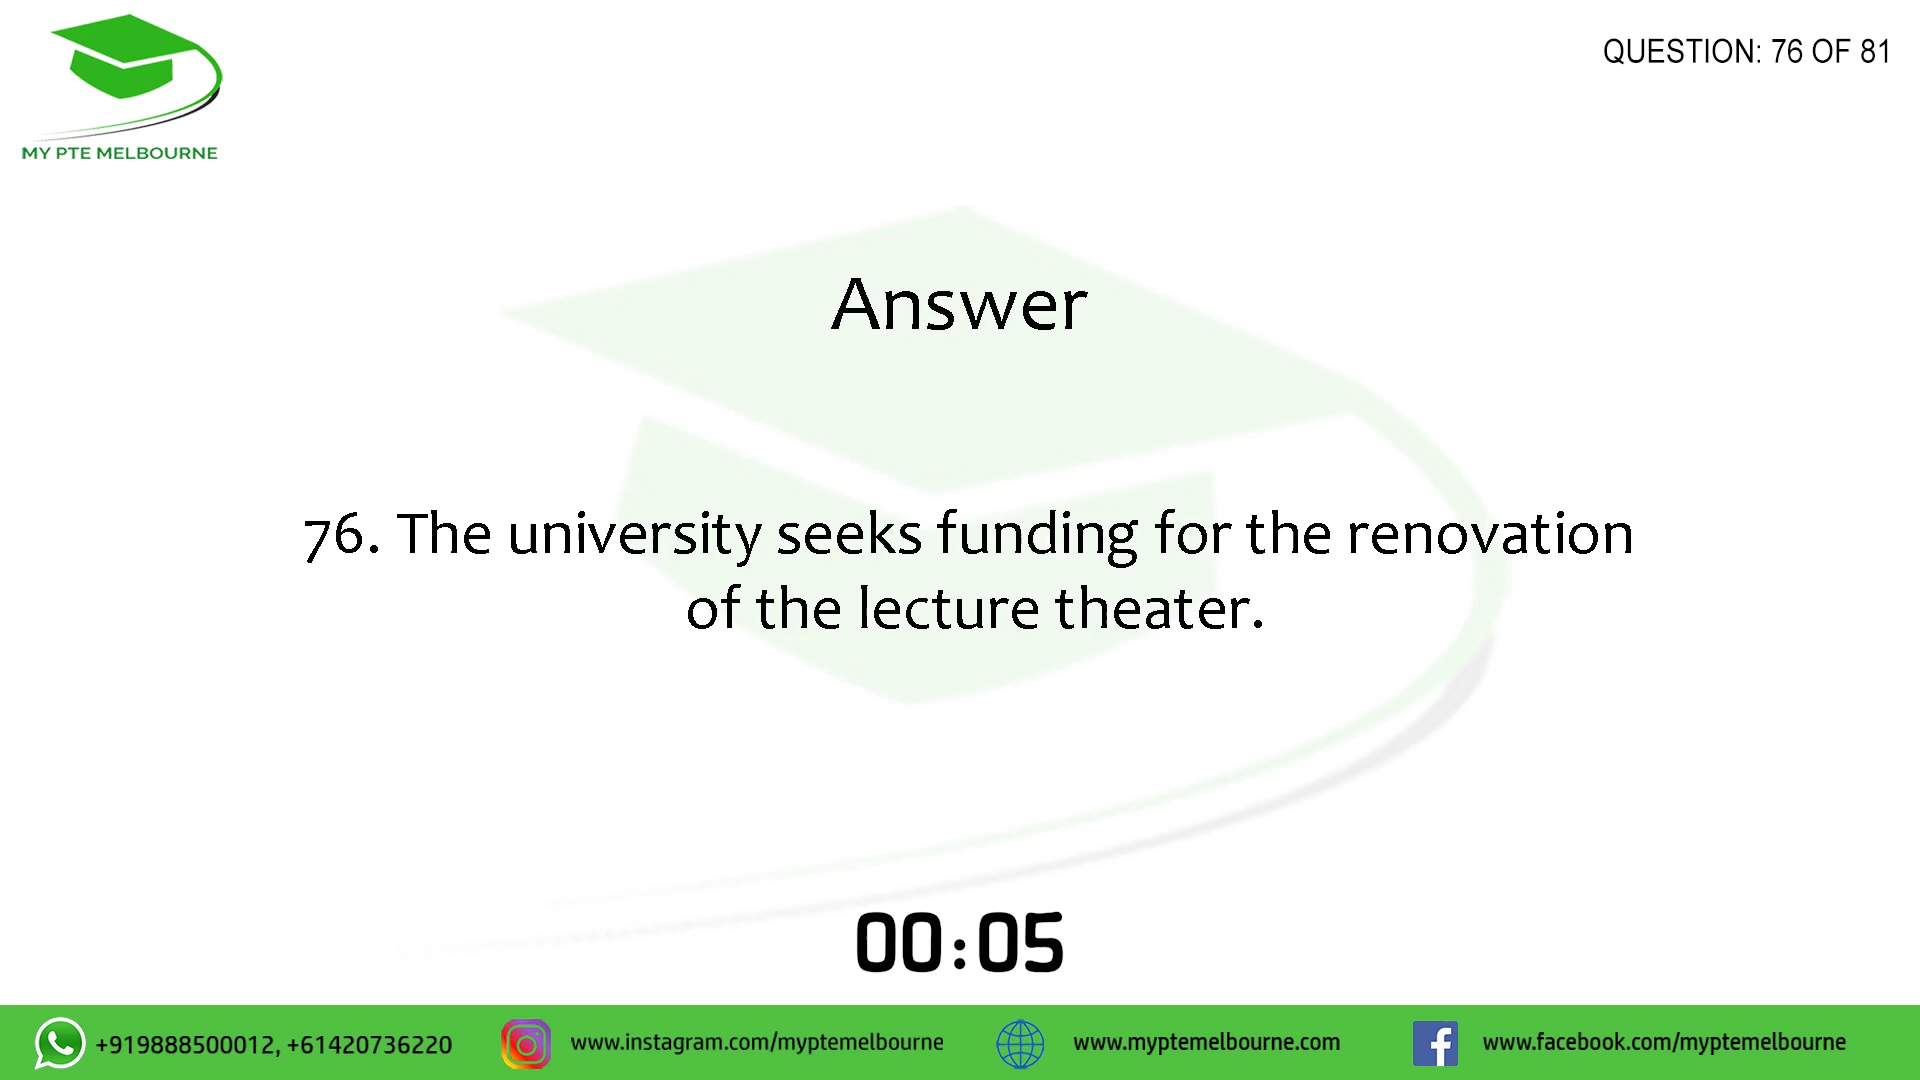 MY PTE MELBOURNE
QUESTION: 76 OF 81
Answer
76. The university seeks funding for the renovation
of the lecture theater.
00:05
+919888500012, +61420736220
www.instagram.com/myptemelbourne
www.myptemelbourne.com
www.facebook.com/myptemelbourne